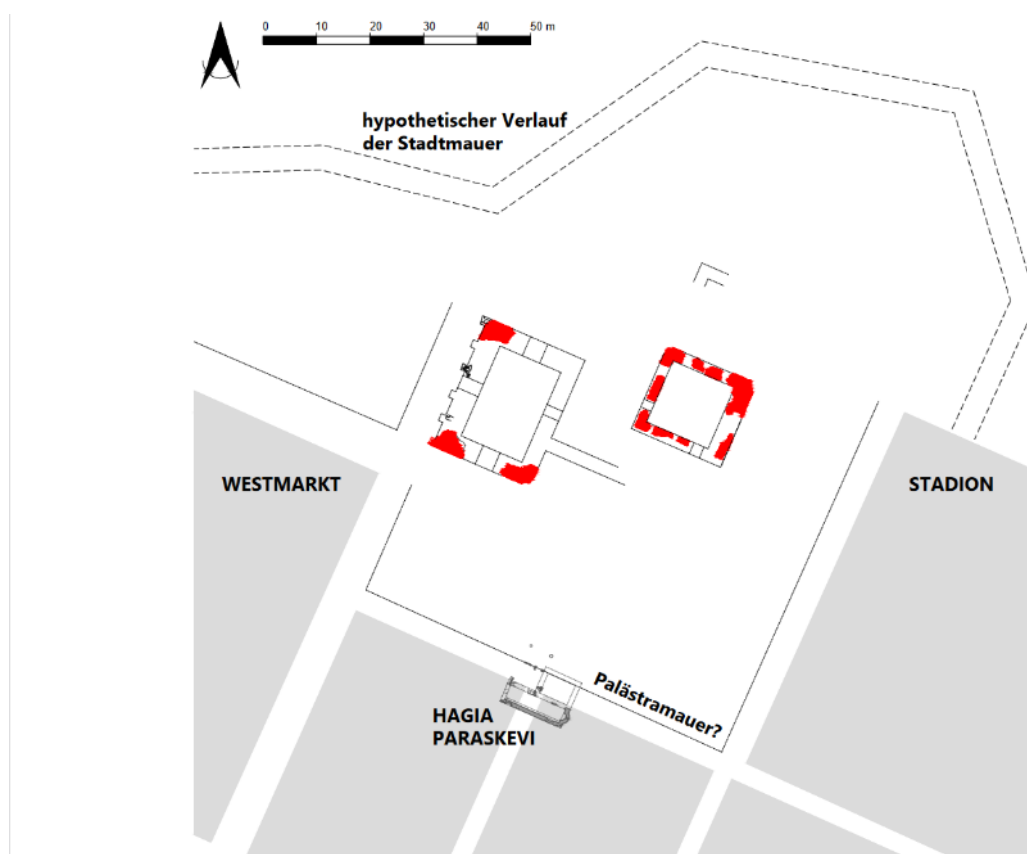 0 10 20 30 40 50 m
hypothetischer Verlauf
der Stadtmauer
WESTMARKT
STADION
Palästramauer?
HAGIA
PARASKEVI